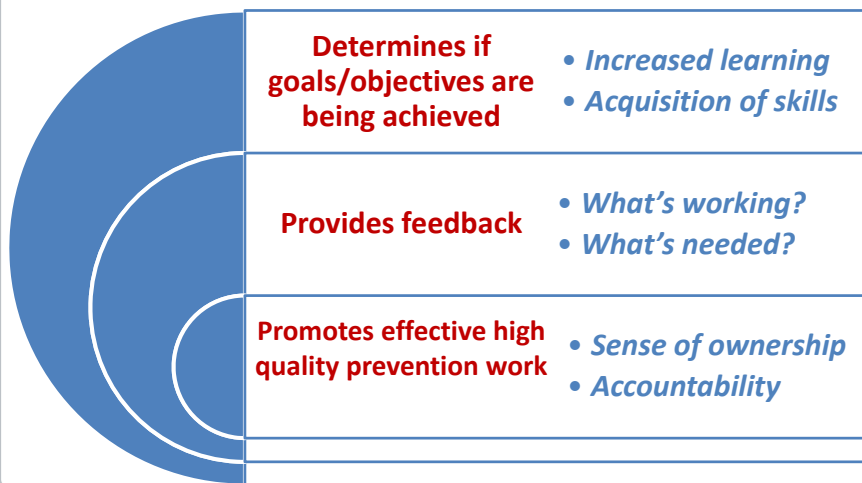 Determines if
goals/objectives are
being achieved
• Increased learning
• Acquisition of skills
Provides feedback
• What’s working?
• What’s needed?
Promotes effective high
quality prevention work
• Sense of ownership
• Accountability